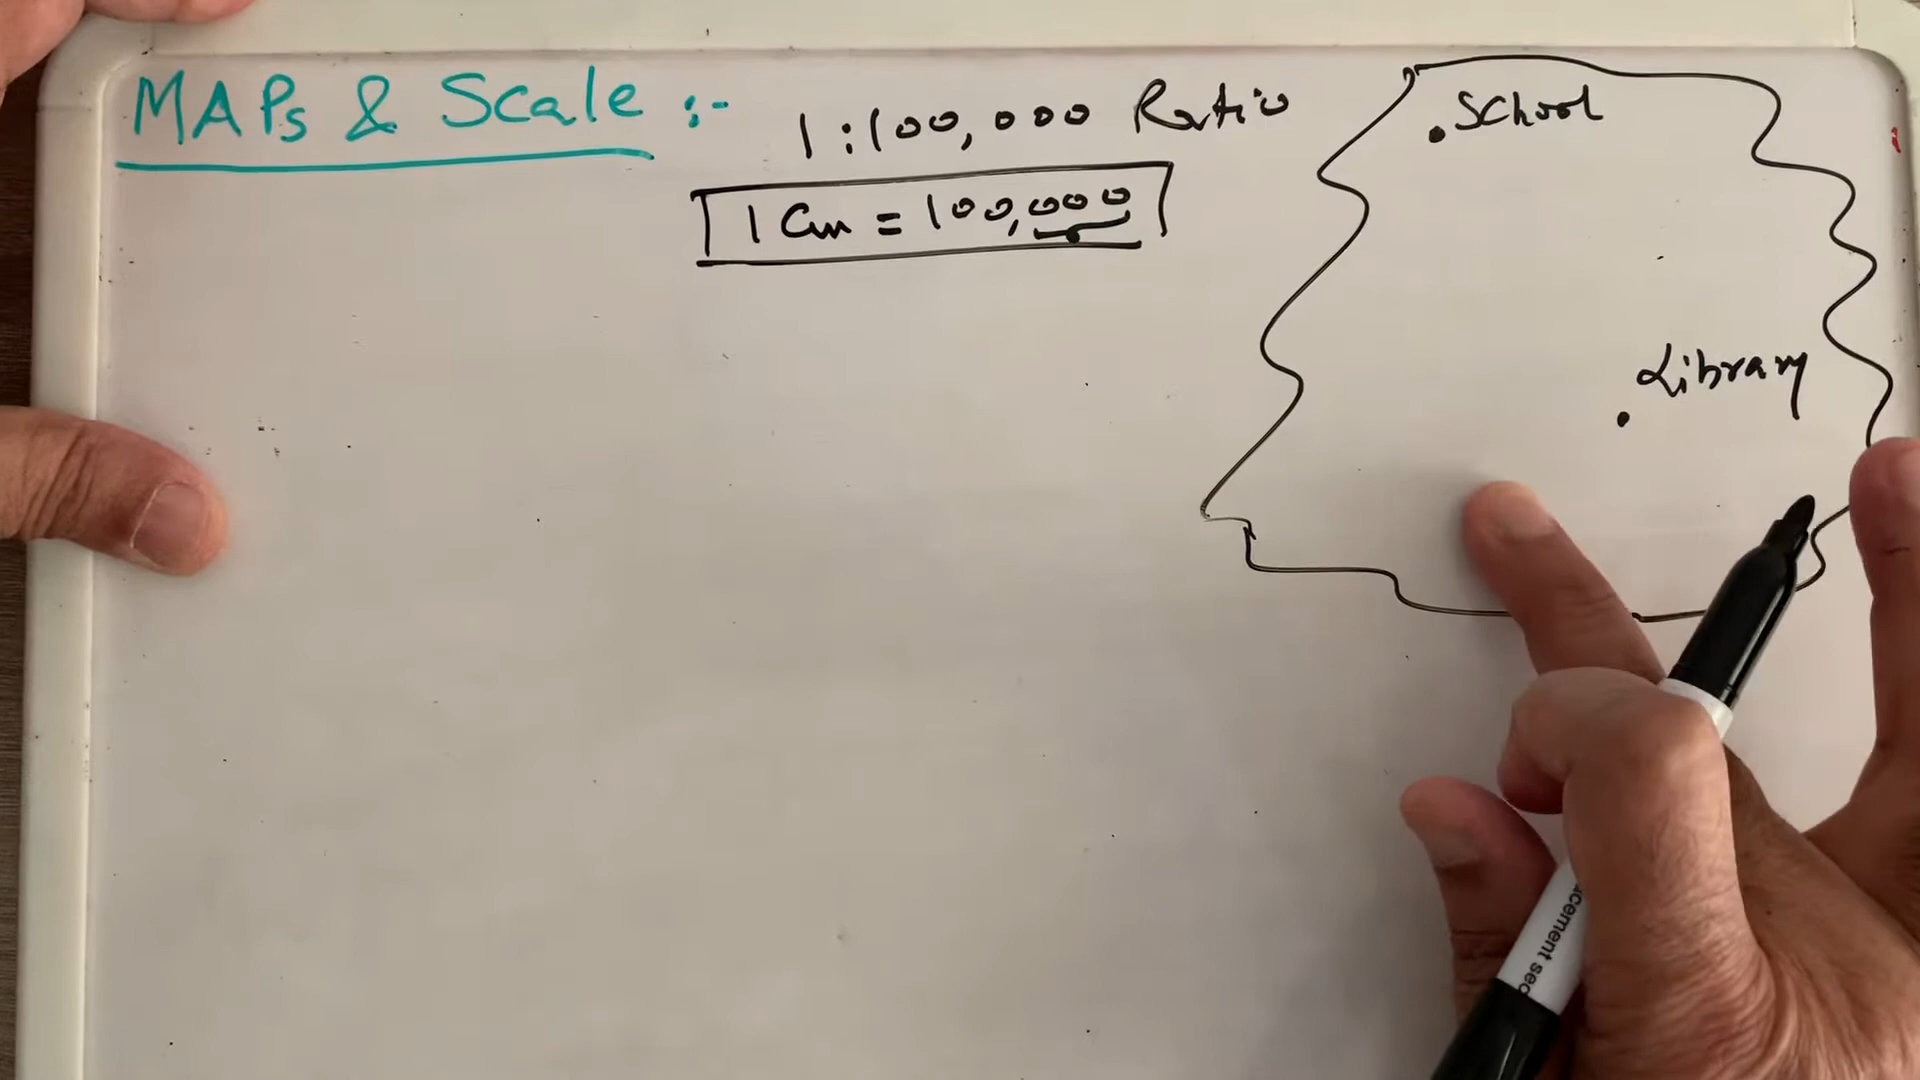 MAPs & Scale :-
1:100,000 Ratio
1 Cm = 100,000
School
Library